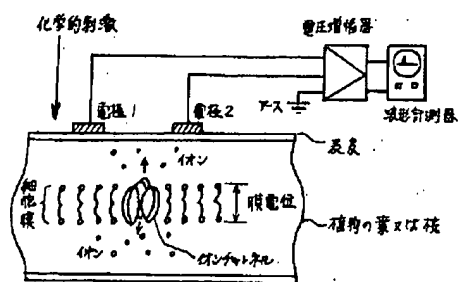 化学的刺激
電圧増幅器
電極1
電極2
アース
波形計測器
表皮
イオン
細胞膜
膜電位
植物の葉又は枝
イオン
イオンチャネル